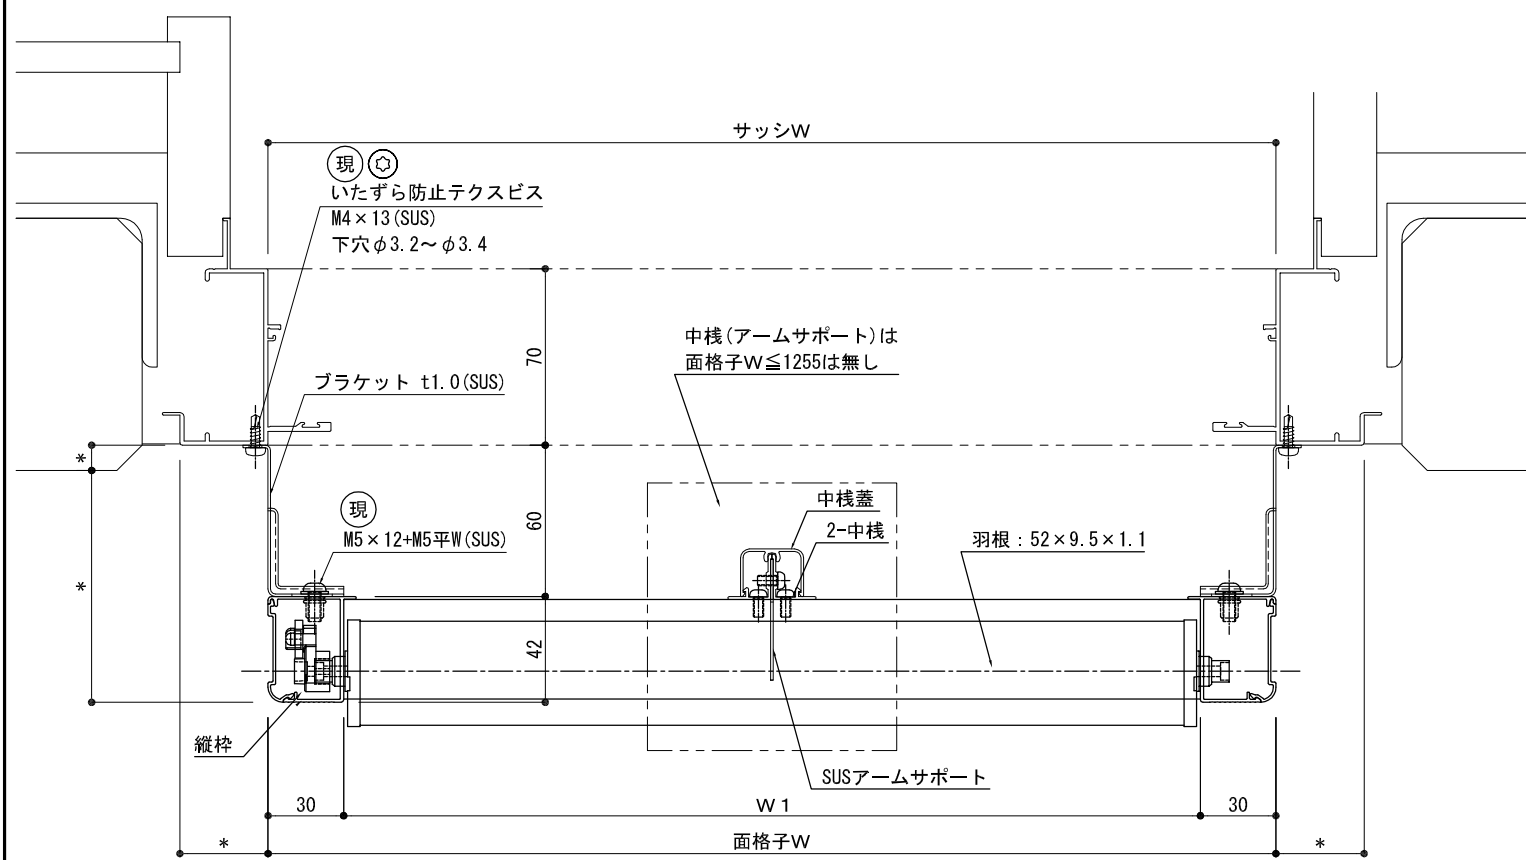 サッシW
現
いたずら防止テクスビス
M4×13(SUS)
下穴φ3.2～φ3.4
中桟(アームサポート)は
面格子W≦1255は無し
70
ブラケット t1.0(SUS)
*
現
M5×12+M5平W(SUS)
60
中桟蓋
2-中桟
羽根：52×9.5×1.1
*
42
縦枠
SUSアームサポート
30
W1
30
*
面格子W
*